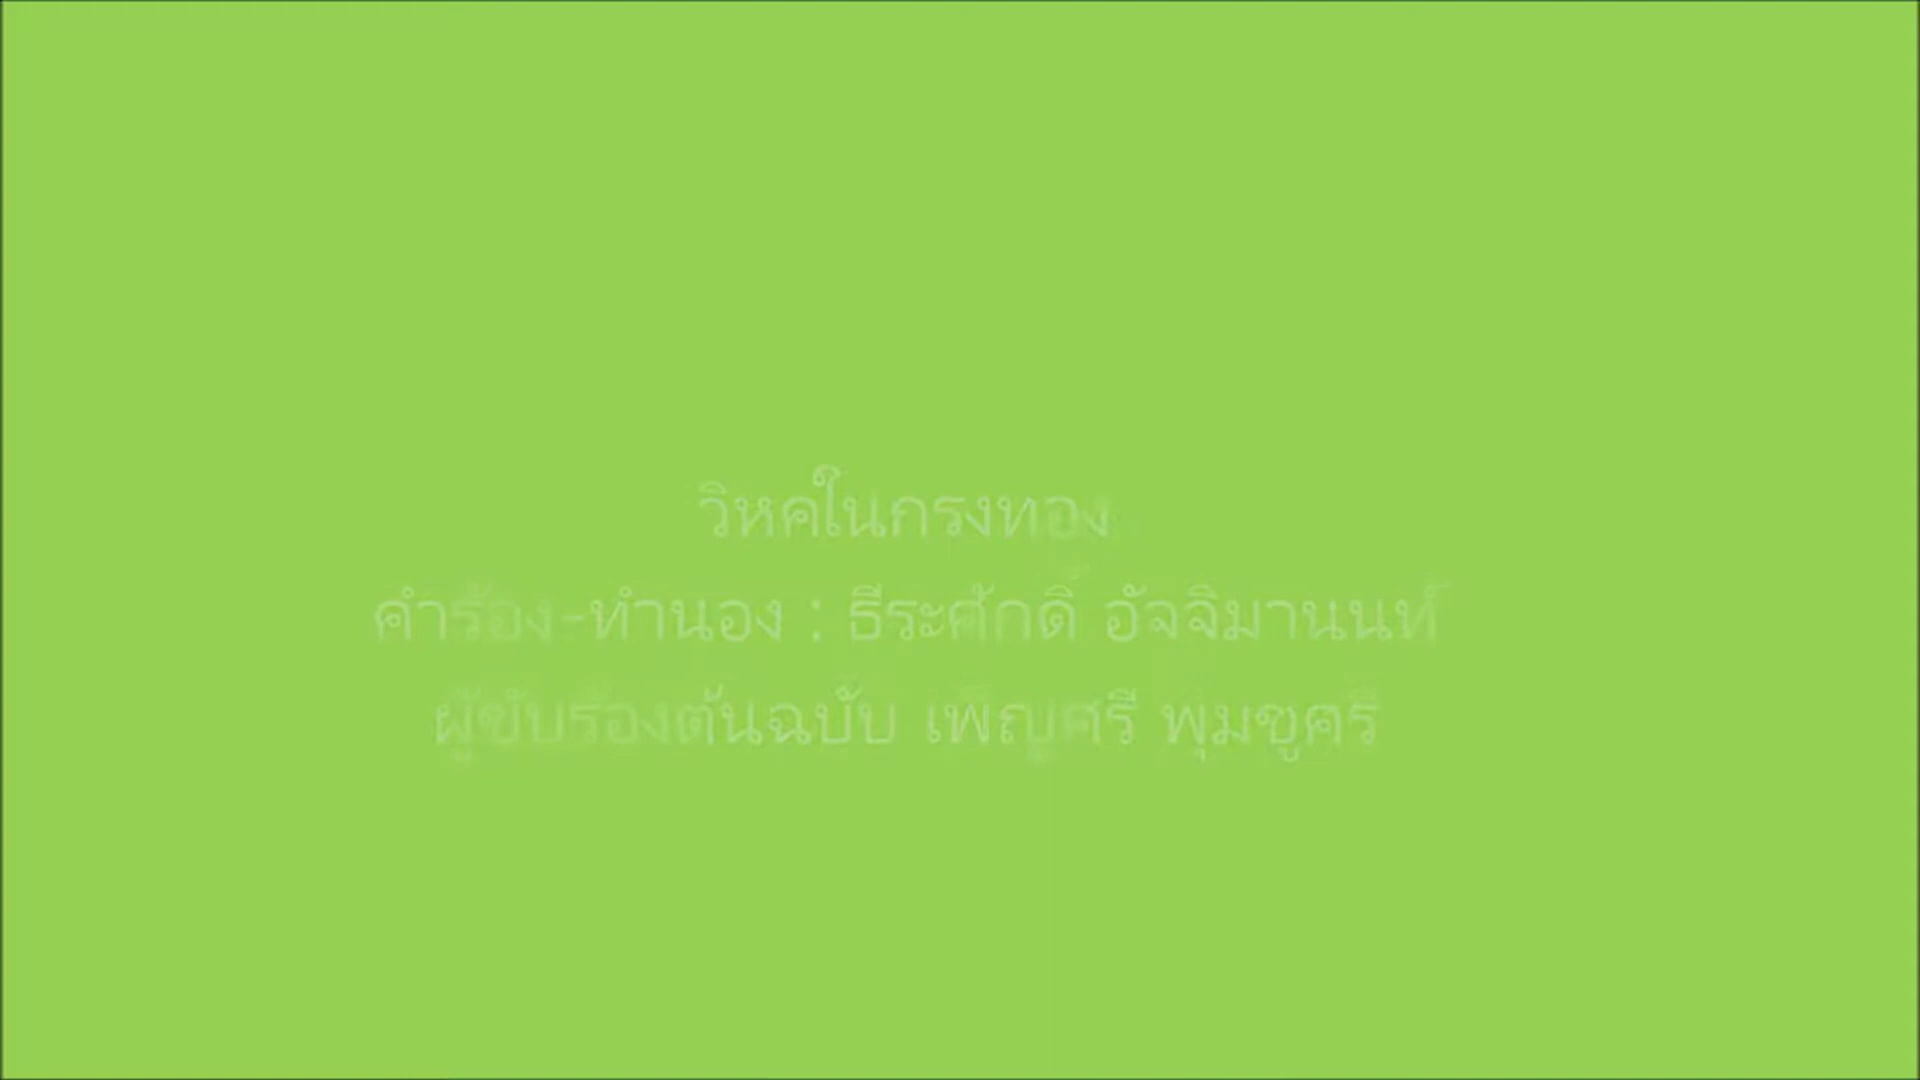 วิหคในกรงทอง
คำร้อง-ทำนอง : ธีระศักดิ์ อัจจิมานนท์
ผู้ขับร้องต้นฉบับ เพ็ญศรี พุ่มชูศรี